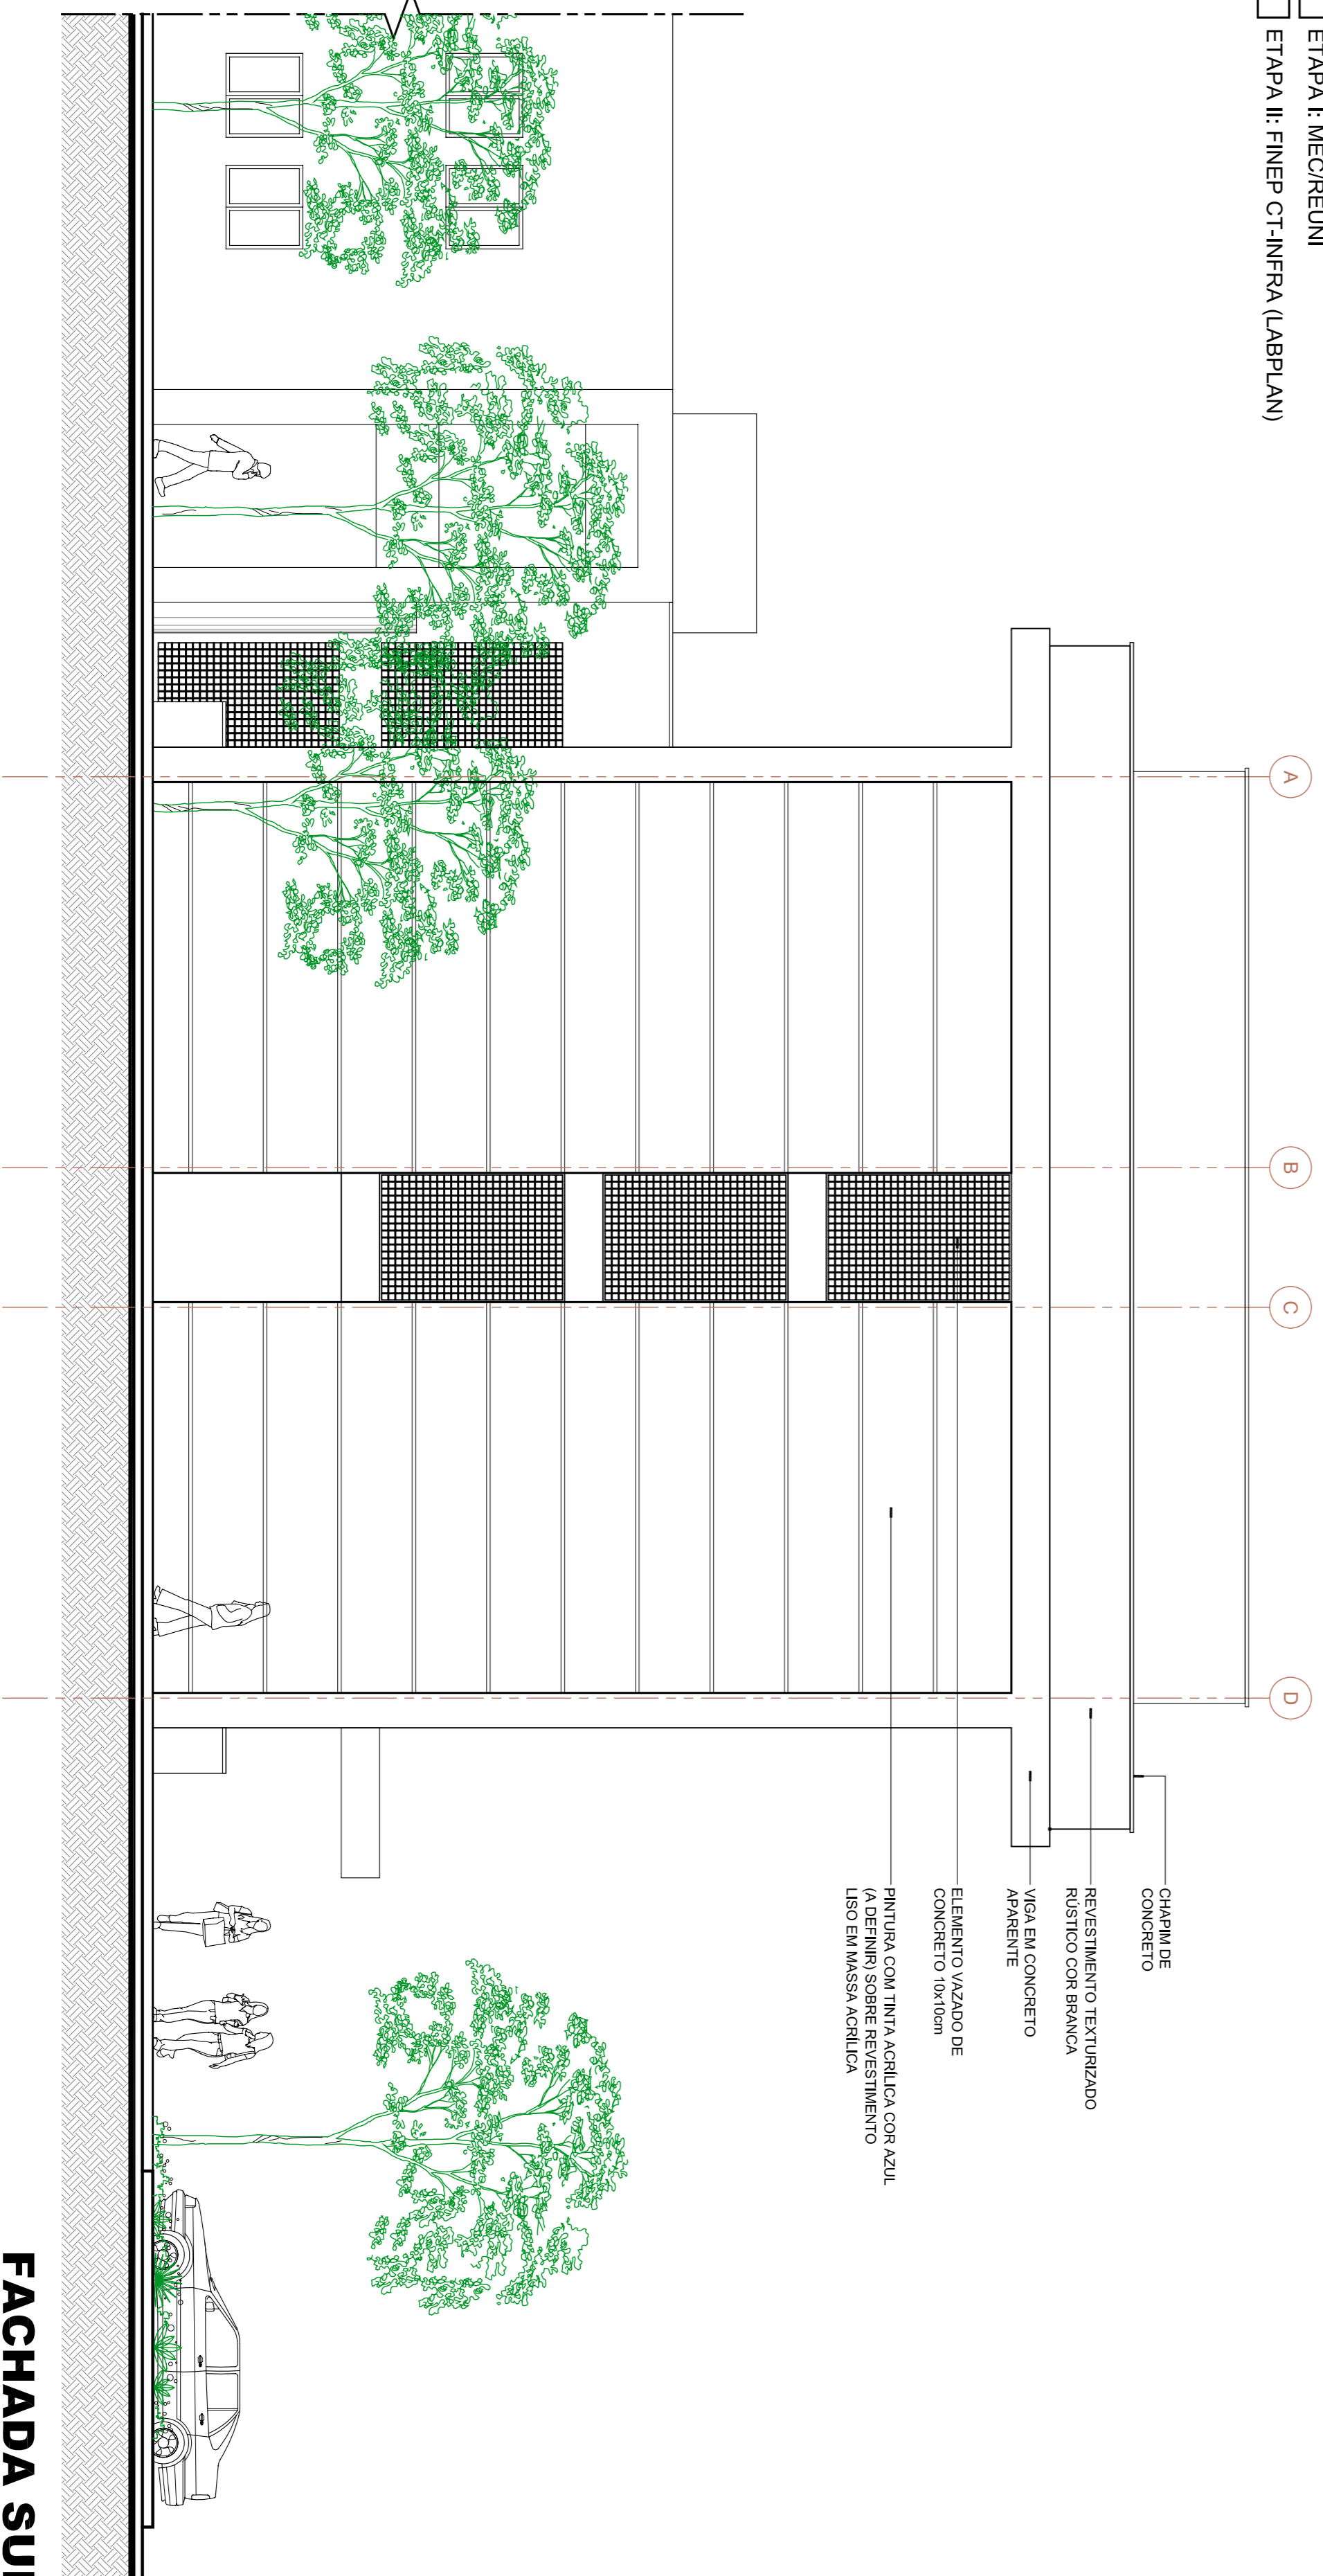 ETAPA I: MEC/REUNI
ETAPA II: FINEP CT-INFRA (LABPLAN)
A
B
C
D
CHAPIM DE
CONCRETO
REVESTIMENTO TEXTURIZADO
RÚSTICO COR BRANCA
VIGA EM CONCRETO
APARENTE
ELEMENTO VAZADO DE
CONCRETO 10x10cm
PINTURA COM TINTA ACRÍLICA COR AZUL
(A DEFINIR) SOBRE REVESTIMENTO
LISO EM MASSA ACRÍLICA
FACHADA SUL